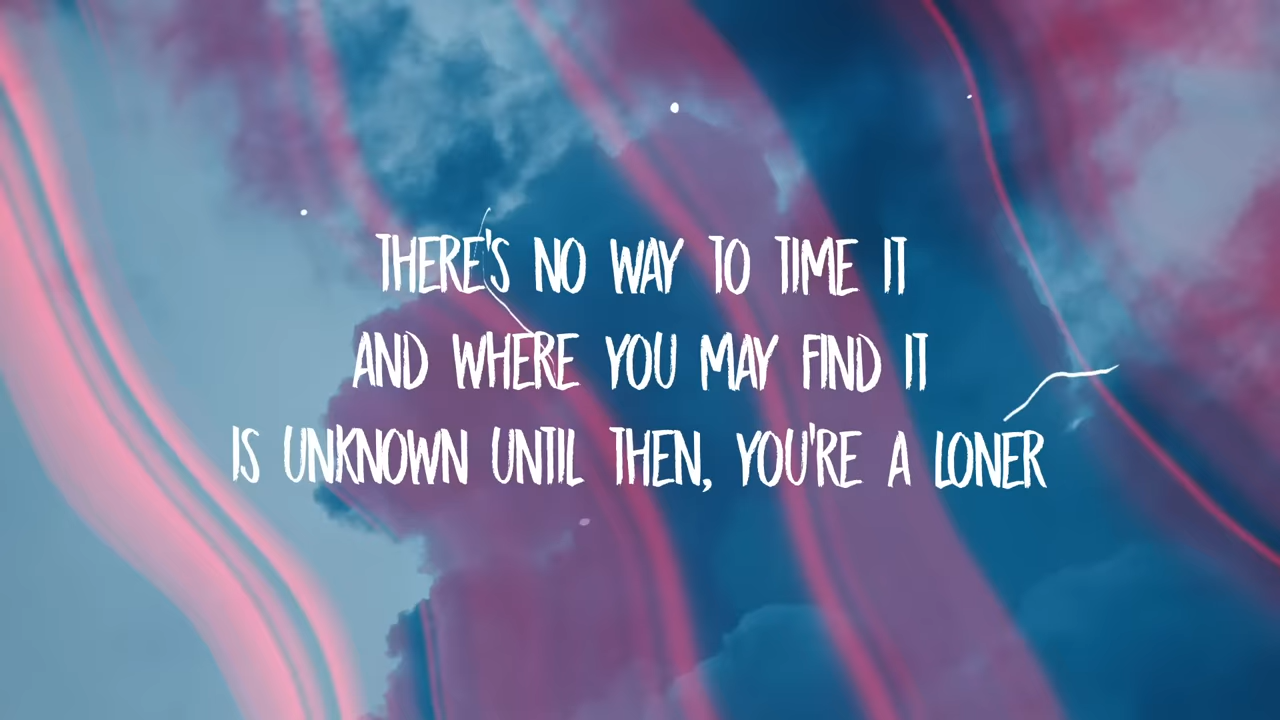 THERE'S NO WAY TO TIME IT
AND WHERE YOU MAY FIND IT
IS UNKNOWN UNTIL THEN, YOU'RE A LONER